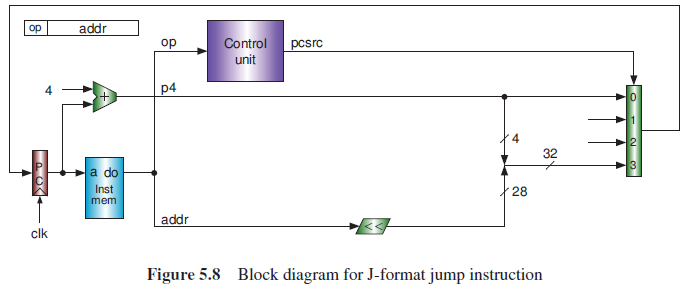 op addr
op
Control
unit
pcsrc
4
+
p4
0
1
2
3
4
32
28
P
C
a do
Inst
mem
addr
<<
clk
Figure 5.8 Block diagram for J-format jump instruction